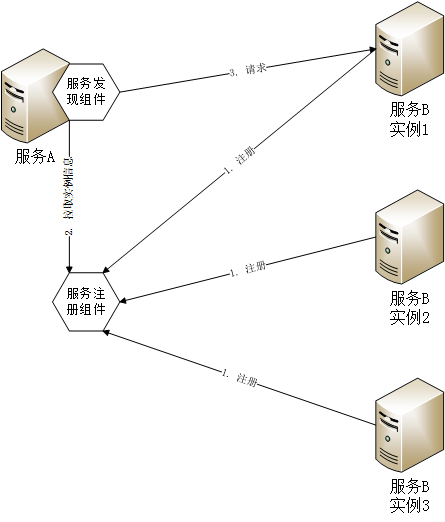 服务发
现组件
服务A
3. 请求
服务B
实例1
1. 注册
2. 拉取实例信息
服务注
册组件
1. 注册
服务B
实例2
1. 注册
服务B
实例3